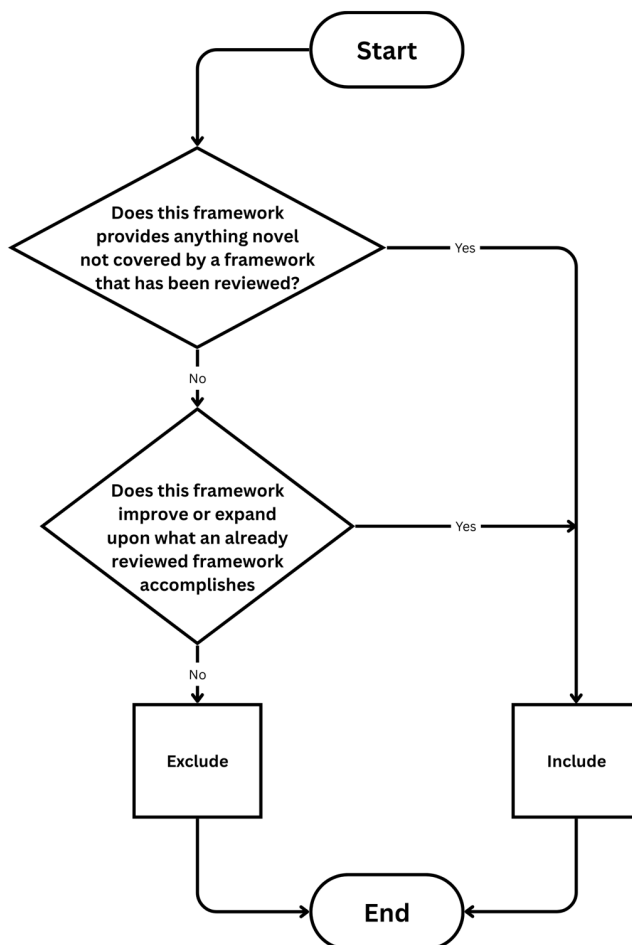 Start
Does this framework
provides anything novel
not covered by a framework
that has been reviewed?
Yes
No
Does this framework
improve or expand
upon what an already
reviewed framework
accomplishes
Yes
No
Exclude
Include
End